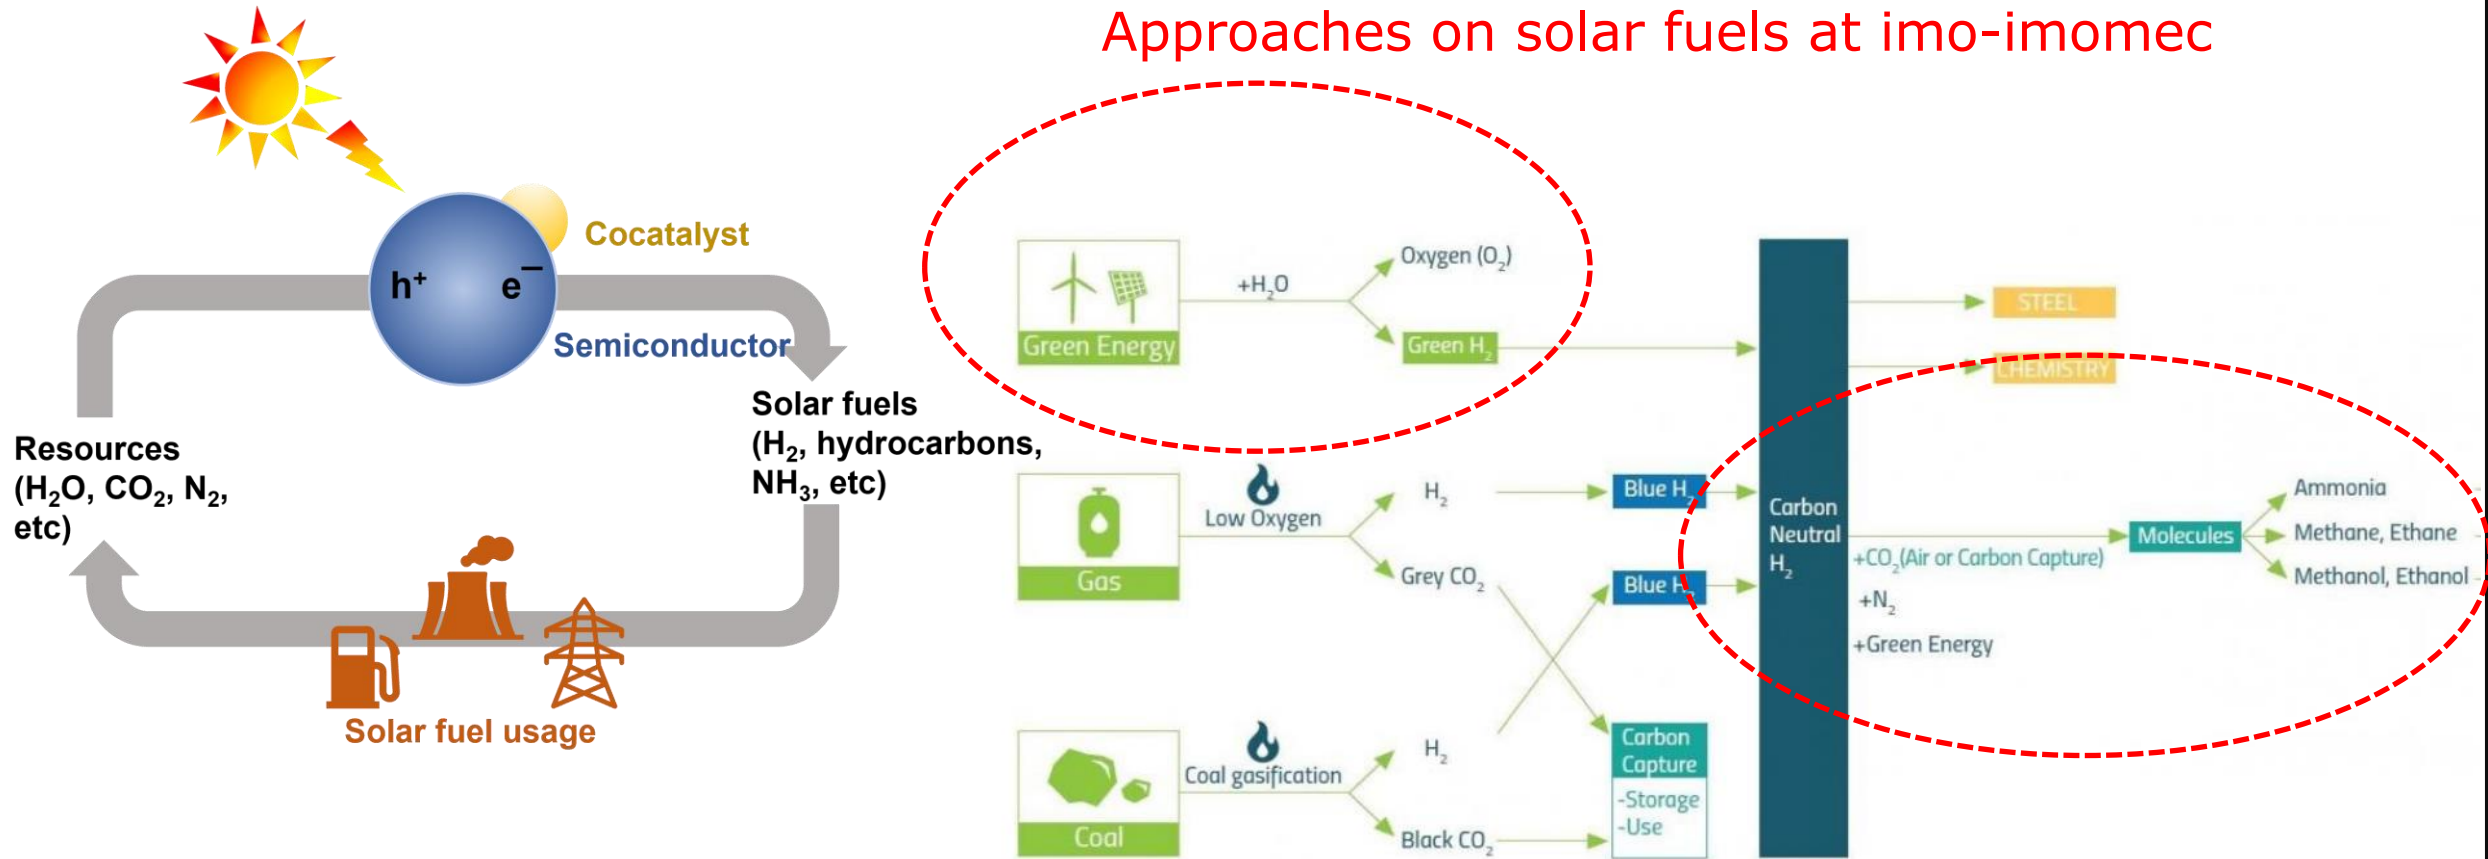 Approaches on solar fuels at imo-imomec
Cocatalyst
h⁺ e⁻
Semiconductor
Resources
(H₂O, CO₂, N₂,
etc)
Solar fuels
(H₂, hydrocarbons,
NH₃, etc)
Solar fuel usage
Green Energy
+H₂O
Oxygen (O₂)
Green H₂
Gas
Low Oxygen
H₂
Grey CO₂
Blue H₂
Blue H₂
Coal
Coal gasification
H₂
Black CO₂
Carbon
Capture
-Storage
-Use
Carbon
Neutral
H₂
STEEL
CHEMISTRY
+CO₂(Air or Carbon Capture)
+N₂
+Green Energy
Molecules
Ammonia
Methane, Ethane
Methanol, Ethanol